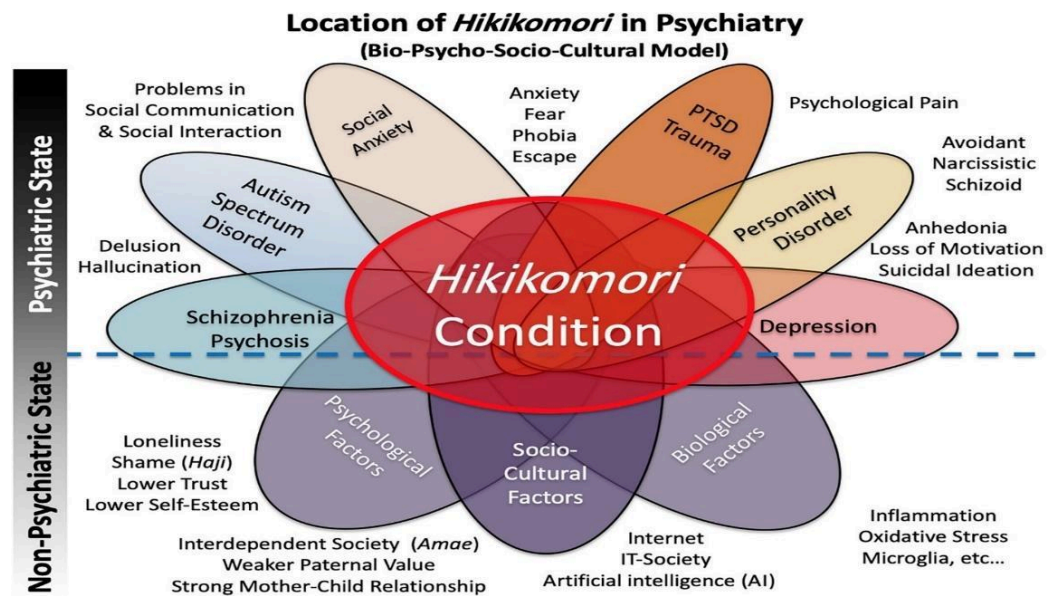 Location of Hikikomori in Psychiatry
(Bio-Psycho-Socio-Cultural Model)
Psychiatric State
Non-Psychiatric State
Problems in
Social Communication
& Social Interaction
Social
Anxiety
Anxiety
Fear
Phobia
Escape
PTSD
Trauma
Psychological Pain
Autism
Spectrum
Disorder
Personality
Disorder
Avoidant
Narcissistic
Schizoid
Delusion
Hallucination
Anhedonia
Loss of Motivation
Suicidal Ideation
Schizophrenia
Psychosis
Hikikomori
Condition
Depression
Psychological
Factors
Socio-
Cultural
Factors
Biological
Factors
Loneliness
Shame (Haji)
Lower Trust
Lower Self-Esteem
Interdependent Society (Amae)
Weaker Paternal Value
Strong Mother-Child Relationship
Internet
IT-Society
Artificial intelligence (AI)
Inflammation
Oxidative Stress
Microglia, etc...